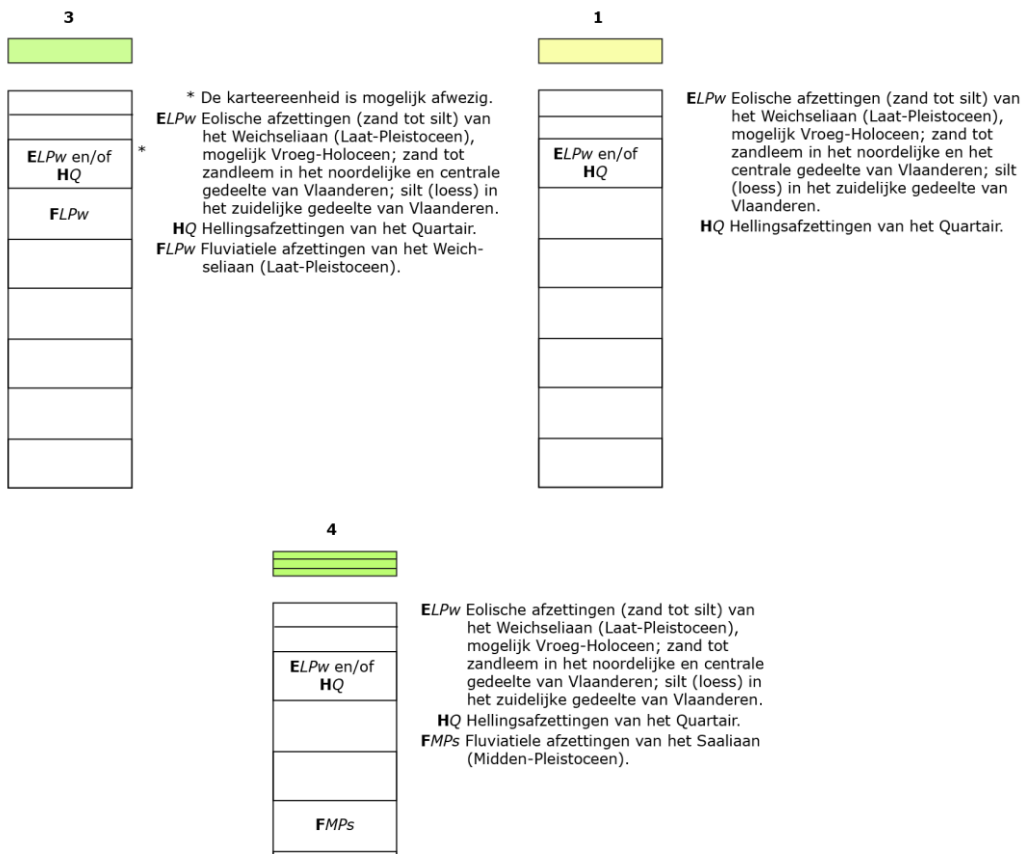 3
* De karteereenheid is mogelijk afwezig.
ELPw Eolische afzettingen (zand tot silt) van
het Weichseliaan (Laat-Pleistoceen),
mogelijk Vroeg-Holoceen; zand tot
zandleem in het noordelijke en centrale
gedeelte van Vlaanderen; silt (loess) in
het zuidelijke gedeelte van Vlaanderen.
HQ Hellingsafzettingen van het Quartair.
FLPw Fluviatiele afzettingen van het Weich-
seliaan (Laat-Pleistoceen).
ELPw en/of
HQ
*
FLPw
1
ELPw Eolische afzettingen (zand tot silt) van
het Weichseliaan (Laat-Pleistoceen),
mogelijk Vroeg-Holoceen; zand tot
zandleem in het noordelijke en het
centrale gedeelte van Vlaanderen; silt
(loess) in het zuidelijke gedeelte van
Vlaanderen.
HQ Hellingsafzettingen van het Quartair.
ELPw en/of
HQ
4
ELPw Eolische afzettingen (zand tot silt) van
het Weichseliaan (Laat-Pleistoceen),
mogelijk Vroeg-Holoceen; zand tot
zandleem in het noordelijke en centrale
gedeelte van Vlaanderen; silt (loess) in
het zuidelijke gedeelte van Vlaanderen.
HQ Hellingsafzettingen van het Quartair.
FMPs Fluviatiele afzettingen van het Saaliaan
(Midden-Pleistoceen).
ELPw en/of
HQ
FMPs